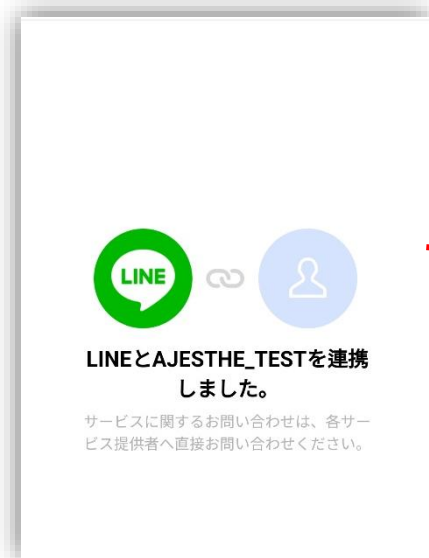 LINE
LINEとAJESTHE_TESTを連携
しました。
サービスに関するお問い合わせは、各サー
ビス提供者へ直接お問い合わせください。